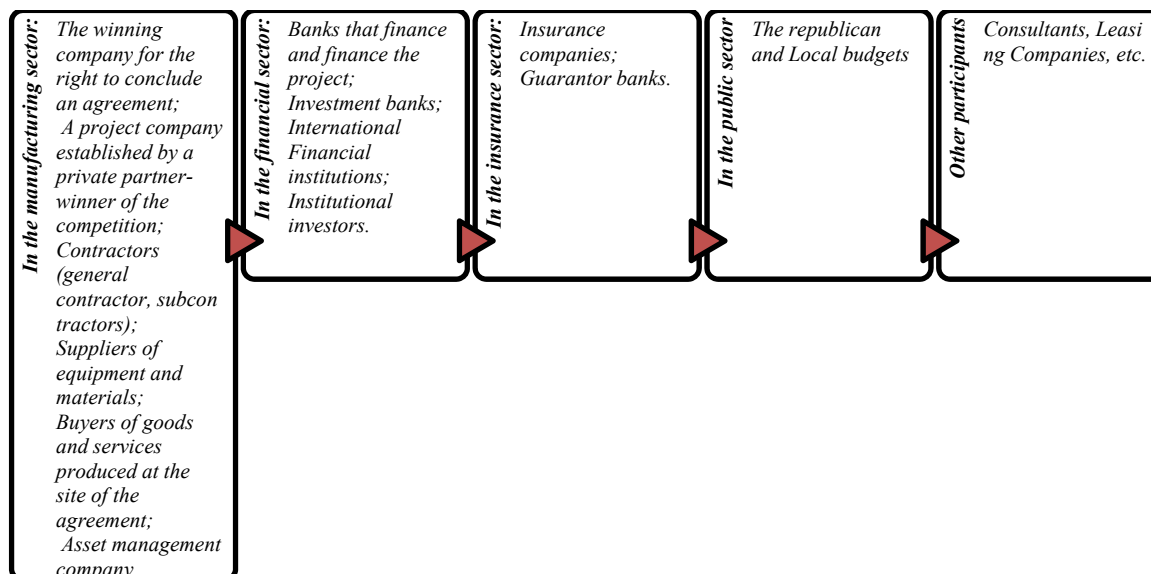 In the manufacturing sector::
The winning
company for the
right to conclude
an agreement;
A project company
established by a
private partner-
winner of the
competition;
Contractors
(general
contractor, subcon
tractors);
Suppliers of
equipment and
materials;
Buyers of goods
and services
produced at the
site of the
agreement;
Asset management
company
In the financial sector::
Banks that finance
and finance the
project;
Investment banks;
International
Financial
institutions;
Institutional
investors.
In the insurance sector:
Insurance
companies;
Guarantor banks.
In the public sector
The republican
and Local budgets
Other participants
Consultants, Leasi
ng Companies, etc.